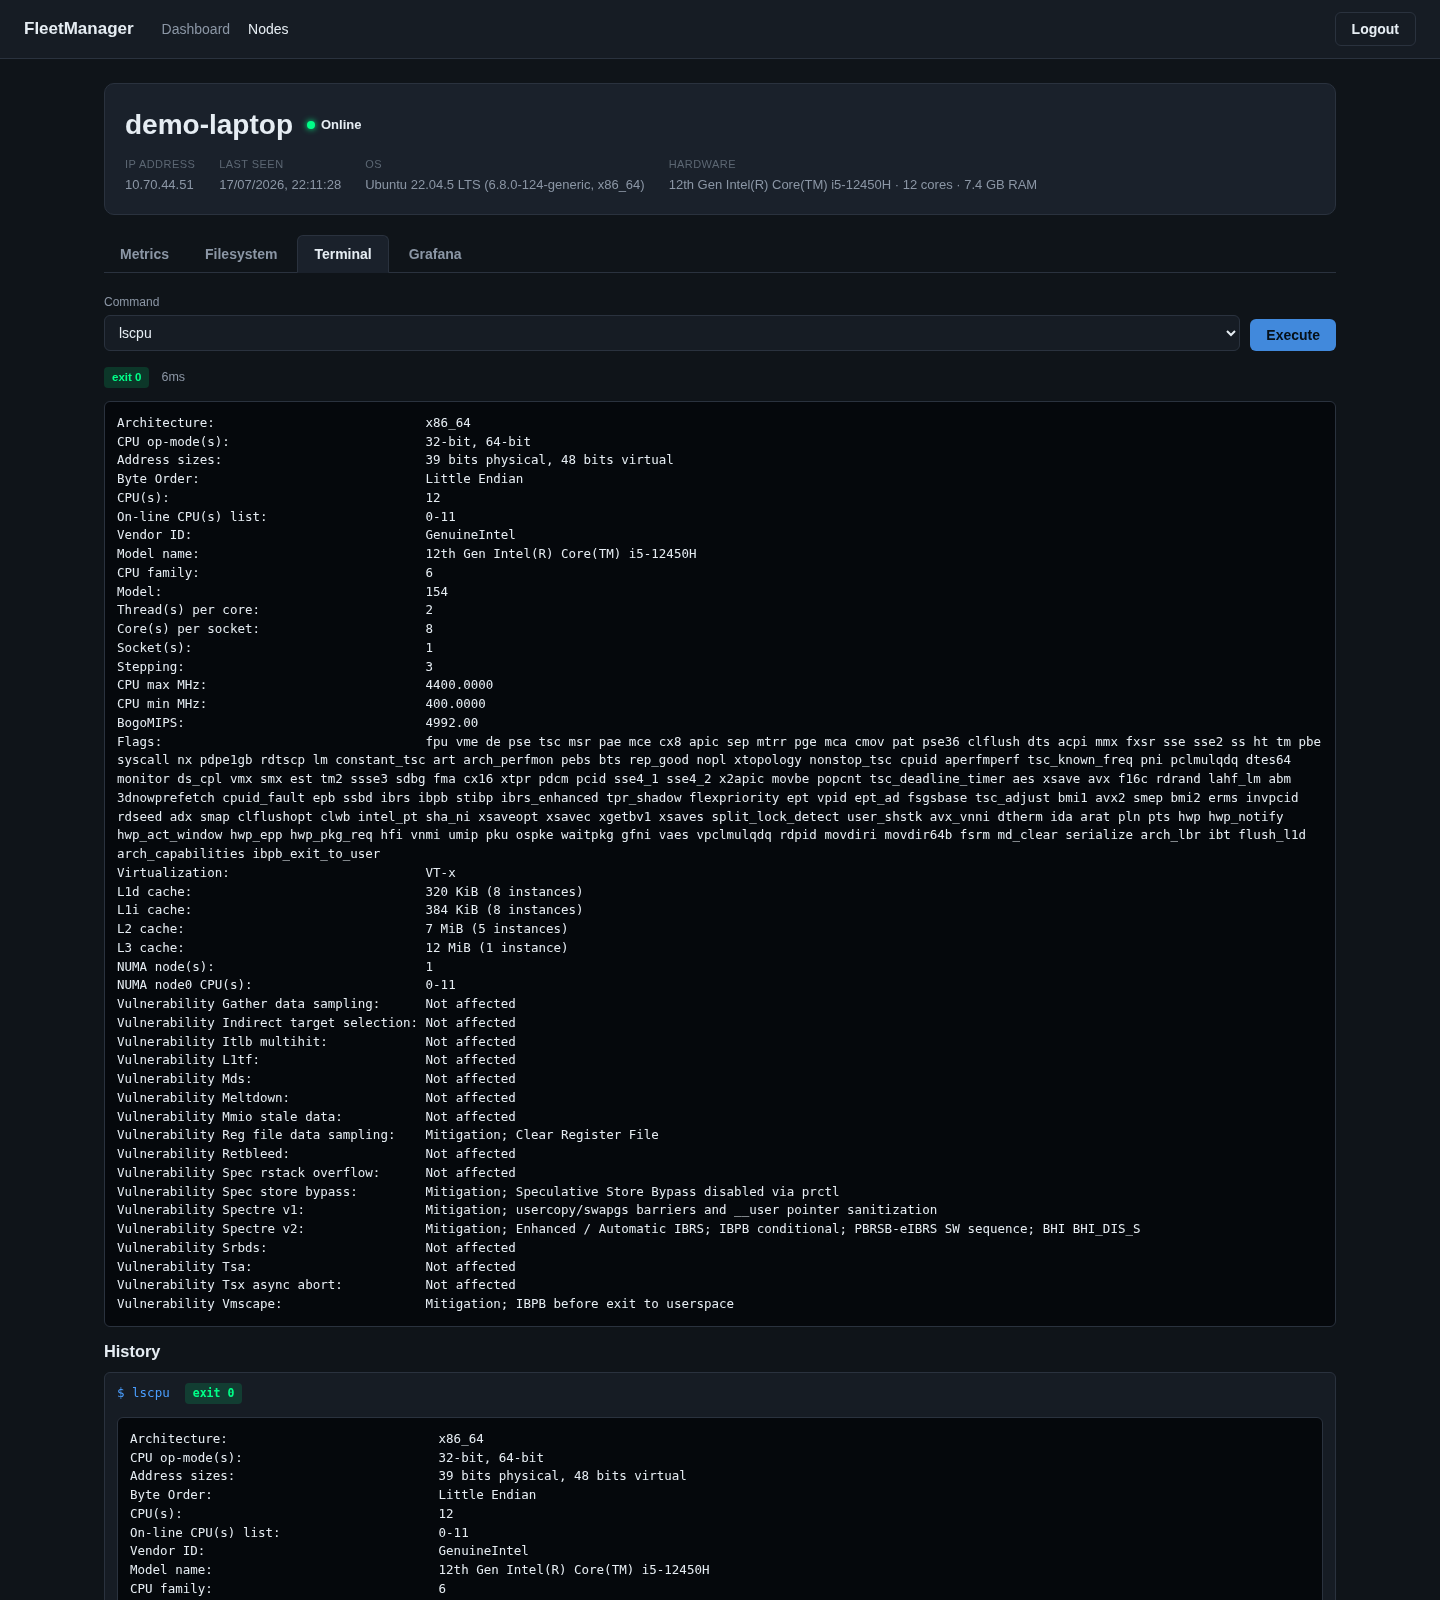 FleetManager Dashboard Nodes Logout
demo-laptop Online
IP ADDRESS LAST SEEN OS HARDWARE
10.70.44.51 17/07/2026, 22:11:28 Ubuntu 22.04.5 LTS (6.8.0-124-generic, x86_64) 12th Gen Intel(R) Core(TM) i5-12450H · 12 cores · 7.4 GB RAM
Metrics Filesystem Terminal Grafana
Command
lscpu Execute
exit 0 6ms
Architecture: x86_64
CPU op-mode(s): 32-bit, 64-bit
Address sizes: 39 bits physical, 48 bits virtual
Byte Order: Little Endian
CPU(s): 12
On-line CPU(s) list: 0-11
Vendor ID: GenuineIntel
Model name: 12th Gen Intel(R) Core(TM) i5-12450H
CPU family: 6
Model: 154
Thread(s) per core: 2
Core(s) per socket: 8
Socket(s): 1
Stepping: 3
CPU max MHz: 4400.0000
CPU min MHz: 400.0000
BogoMIPS: 4992.00
Flags: fpu vme de pse tsc msr pae mce cx8 apic sep mtrr pge mca cmov pat pse36 clflush dts acpi mmx fxsr sse sse2 ss ht tm pbe
syscall nx pdpe1gb rdtscp lm constant_tsc art arch_perfmon pebs bts rep_good nopl xtopology nonstop_tsc cpuid aperfmperf tsc_known_freq pni pclmulqdq dtes64
monitor ds_cpl vmx smx est tm2 ssse3 sdbg fma cx16 xtpr pdcm pcid sse4_1 sse4_2 x2apic movbe popcnt tsc_deadline_timer aes xsave avx f16c rdrand lahf_lm abm
3dnowprefetch cpuid_fault epb ssbd ibrs ibpb stibp ibrs_enhanced tpr_shadow flexpriority ept vpid ept_ad fsgsbase tsc_adjust bmi1 avx2 smep bmi2 erms invpcid
rdseed adx smap clflushopt clwb intel_pt sha_ni xsaveopt xsavec xgetbv1 xsaves split_lock_detect user_shstk avx_vnni dtherm ida arat pln pts hwp hwp_notify
hwp_act_window hwp_epp hwp_pkg_req hfi vnmi umip pku ospke waitpkg gfni vaes vpclmulqdq rdpid movdiri movdir64b fsrm md_clear serialize arch_lbr ibt flush_l1d
arch_capabilities ibpb_exit_to_user
Virtualization: VT-x
L1d cache: 320 KiB (8 instances)
L1i cache: 384 KiB (8 instances)
L2 cache: 7 MiB (5 instances)
L3 cache: 12 MiB (1 instance)
NUMA node(s): 1
NUMA node0 CPU(s): 0-11
Vulnerability Gather data sampling: Not affected
Vulnerability Indirect target selection: Not affected
Vulnerability Itlb multihit: Not affected
Vulnerability L1tf: Not affected
Vulnerability Mds: Not affected
Vulnerability Meltdown: Not affected
Vulnerability Mmio stale data: Not affected
Vulnerability Reg file data sampling: Mitigation; Clear Register File
Vulnerability Retbleed: Not affected
Vulnerability Spec rstack overflow: Not affected
Vulnerability Spec store bypass: Mitigation; Speculative Store Bypass disabled via prctl
Vulnerability Spectre v1: Mitigation; usercopy/swapgs barriers and __user pointer sanitization
Vulnerability Spectre v2: Mitigation; Enhanced / Automatic IBRS; IBPB conditional; PBRSB-eIBRS SW sequence; BHI BHI_DIS_S
Vulnerability Srbds: Not affected
Vulnerability Tsa: Not affected
Vulnerability Tsx async abort: Not affected
Vulnerability Vmscape: Mitigation; IBPB before exit to userspace
History
$ lscpu exit 0
Architecture: x86_64
CPU op-mode(s): 32-bit, 64-bit
Address sizes: 39 bits physical, 48 bits virtual
Byte Order: Little Endian
CPU(s): 12
On-line CPU(s) list: 0-11
Vendor ID: GenuineIntel
Model name: 12th Gen Intel(R) Core(TM) i5-12450H
CPU family: 6